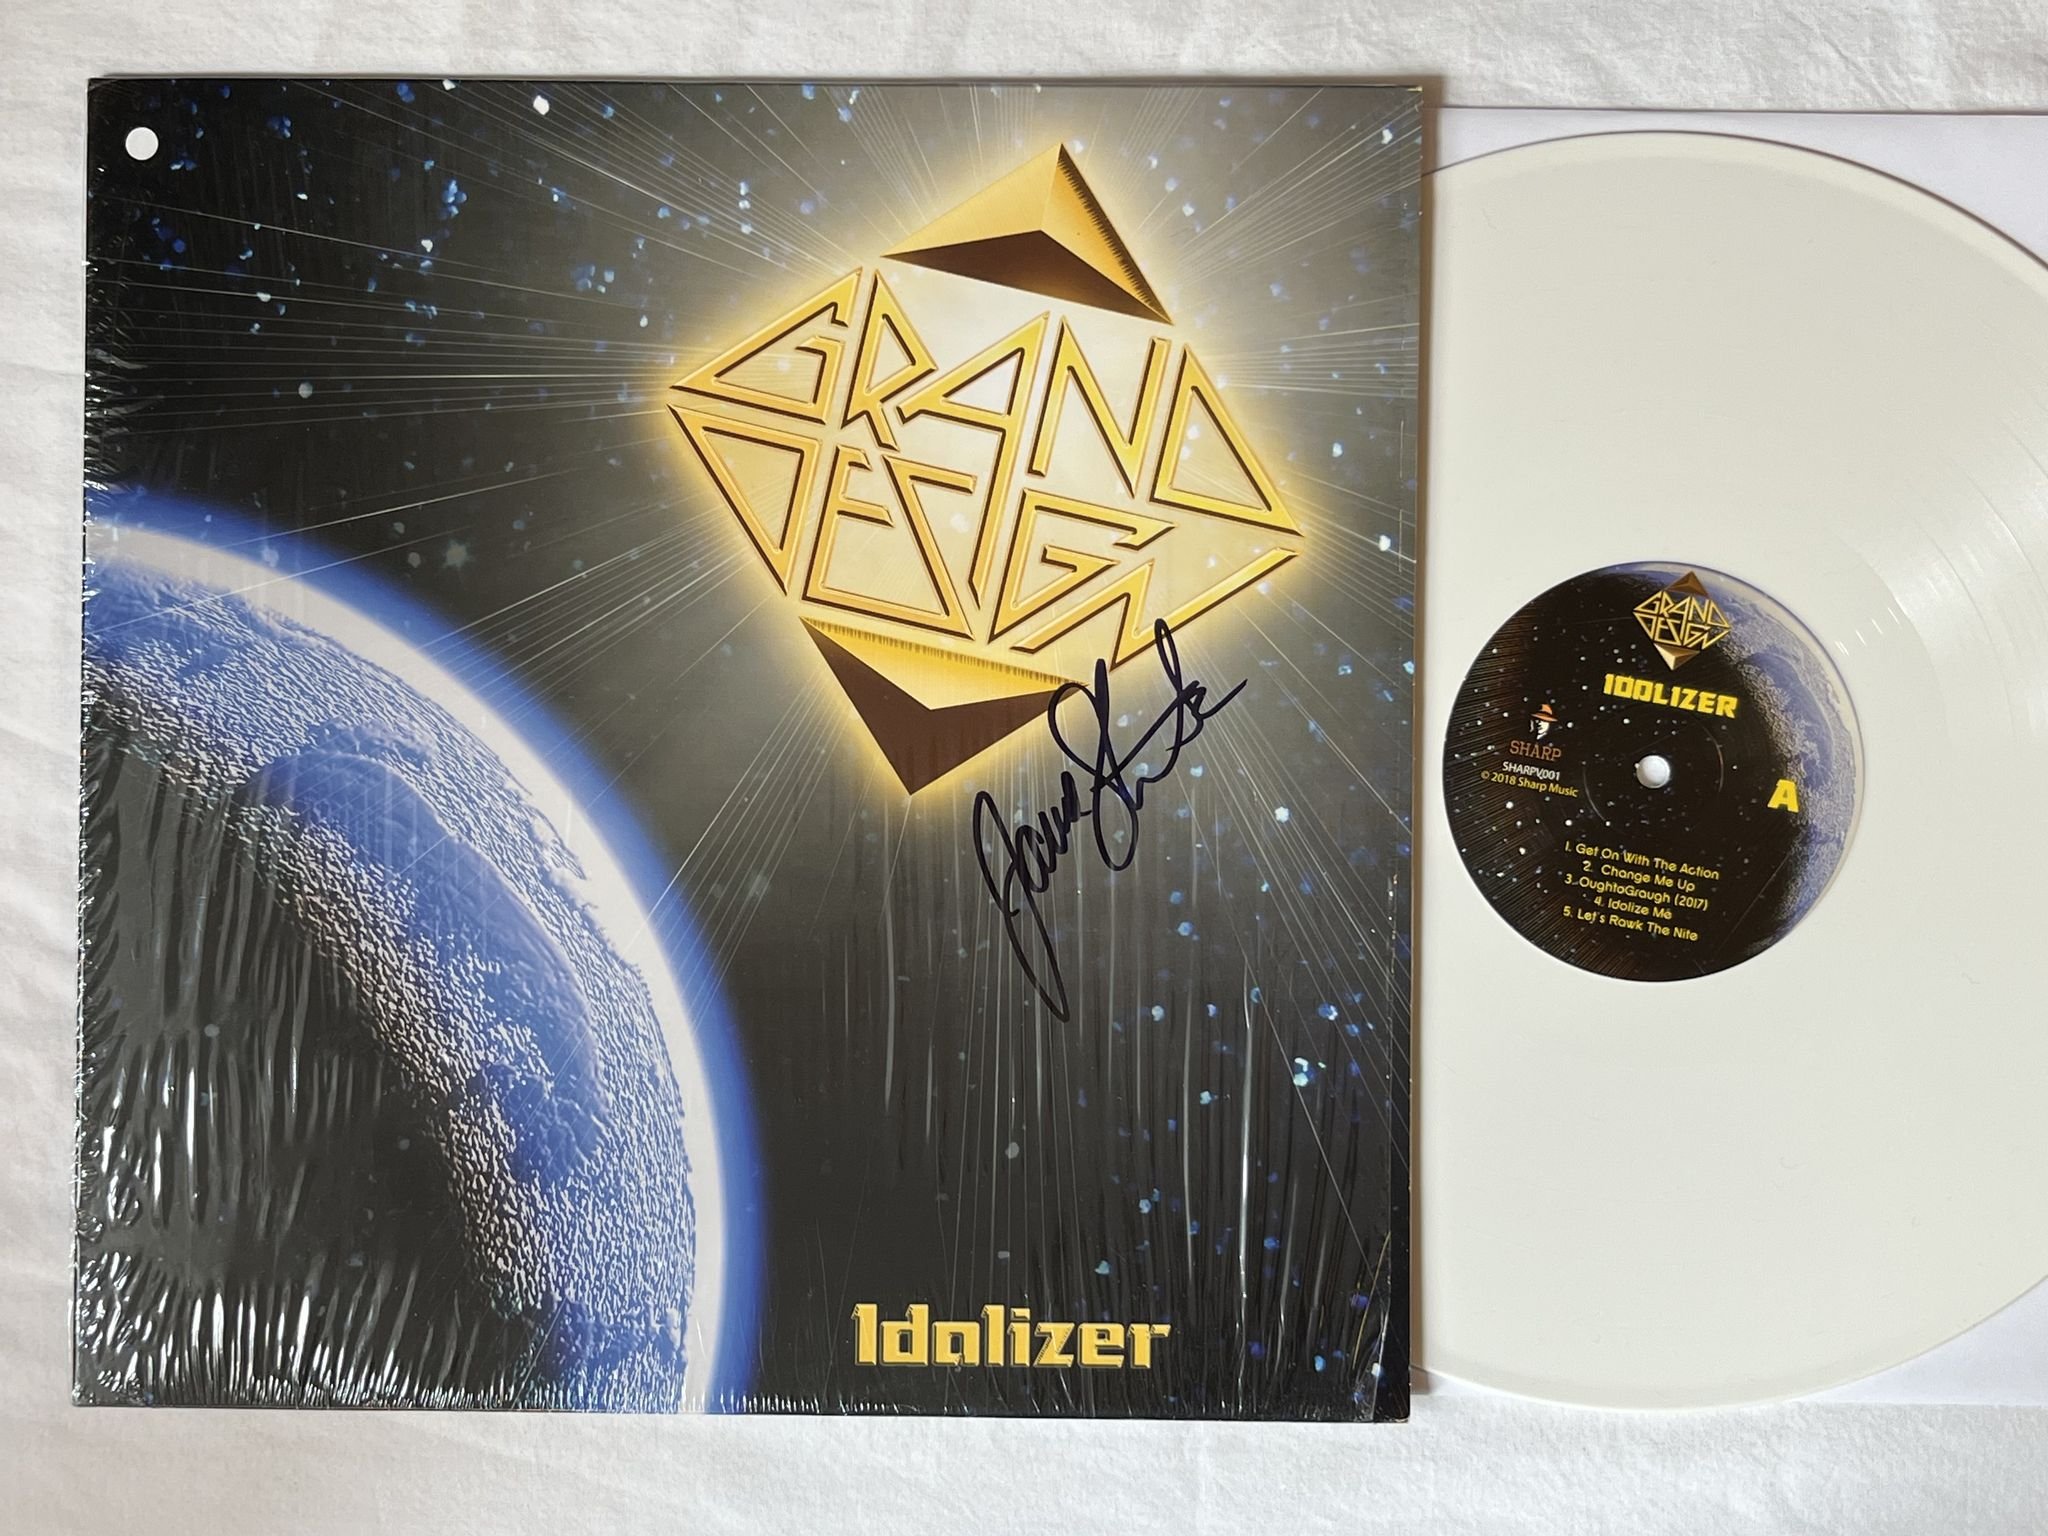 GRAND
DESIGN
Idolizer
GRAND
DESIGN
IDOLIZER
SHARP
SHARPV001
© 2018 Sharp Music
A
1. Get On With The Action
2. Change Me Up
3. OughtaGraugh (2017)
4. Idolize Me
5. Let's Rawk The Nite